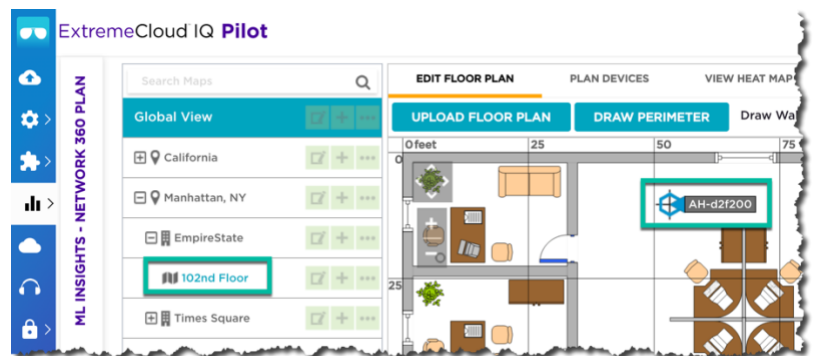 ExtremeCloud IQ Pilot
ML INSIGHTS - NETWORK 360 PLAN
Search Maps
Global View
California
Manhattan, NY
EmpireState
102nd Floor
Times Square
EDIT FLOOR PLAN PLAN DEVICES VIEW HEAT MAP
UPLOAD FLOOR PLAN DRAW PERIMETER Draw Wa
0 feet 25 50 75
0
AH-d2f200
25